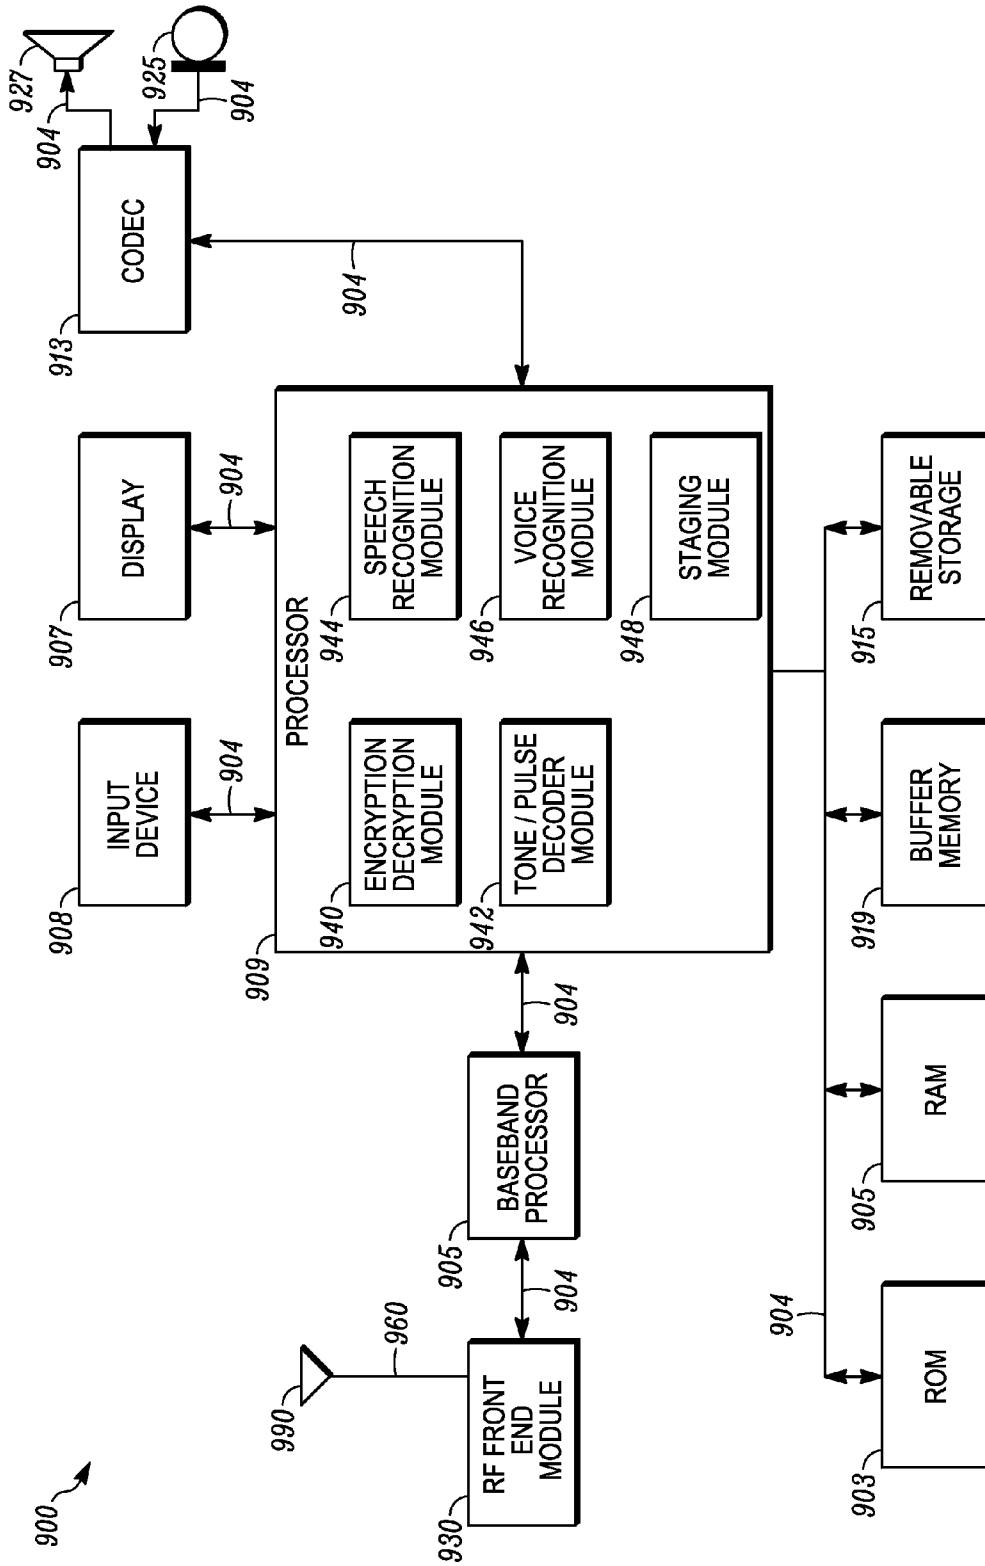 900
990
960
930
RF FRONT
END
MODULE
904
905
BASEBAND
PROCESSOR
904
908
INPUT
DEVICE
904
907
DISPLAY
904
913
CODEC
904
927
904
925
904
909
PROCESSOR
940
ENCRYPTION
DECRYPTION
MODULE
944
SPEECH
RECOGNITION
MODULE
942
TONE / PULSE
DECODER
MODULE
946
VOICE
RECOGNITION
MODULE
948
STAGING
MODULE
904
903
ROM
905
RAM
919
BUFFER
MEMORY
915
REMOVABLE
STORAGE